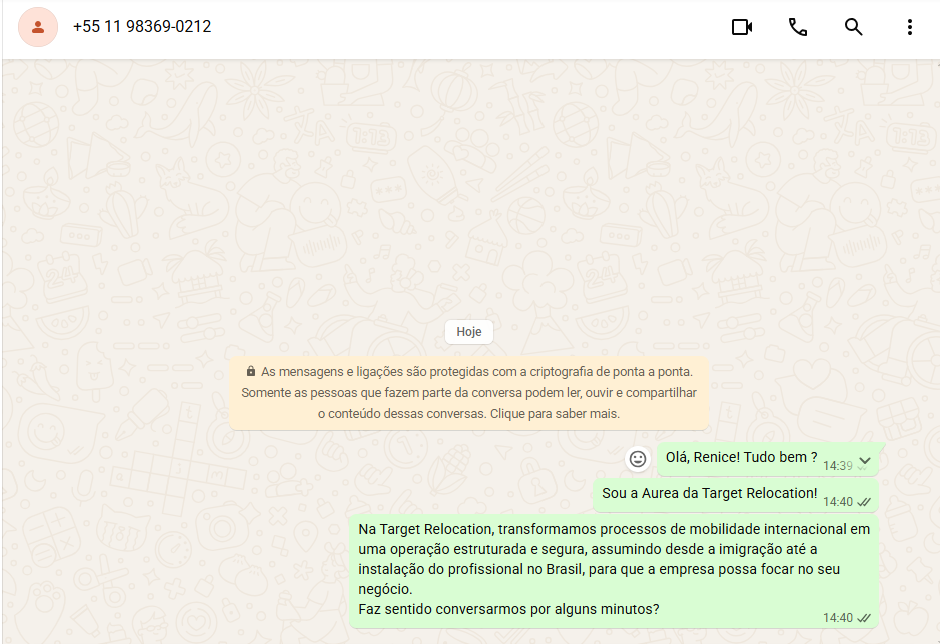 +55 11 98369-0212
Hoje
As mensagens e ligações são protegidas com a criptografia de ponta a ponta.
Somente as pessoas que fazem parte da conversa podem ler, ouvir e compartilhar
o conteúdo dessas conversas. Clique para saber mais.
Olá, Renice! Tudo bem ? 14:39
Sou a Aurea da Target Relocation! 14:40
Na Target Relocation, transformamos processos de mobilidade internacional em
uma operação estruturada e segura, assumindo desde a imigração até a
instalação do profissional no Brasil, para que a empresa possa focar no seu
negócio.
Faz sentido conversarmos por alguns minutos?
14:40